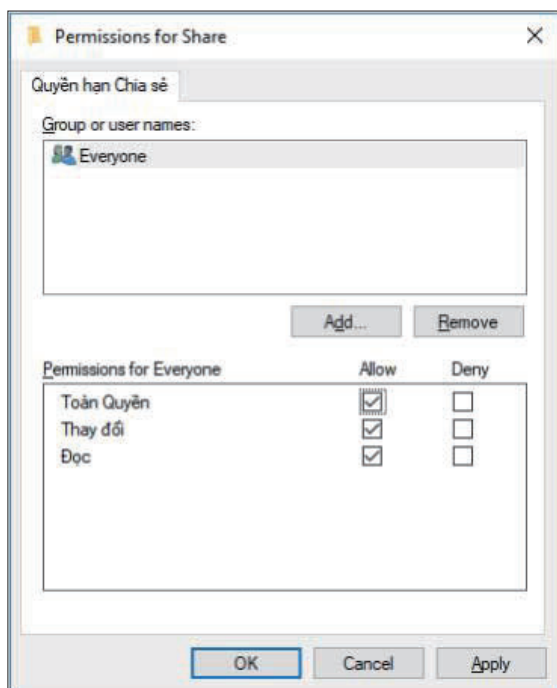 Permissions for Share
Quyền hạn Chia sẻ
Group or user names:
Everyone
Add... Remove
Permissions for Everyone Allow Deny
Toàn Quyền
Thay đổi
Đọc
OK Cancel Apply